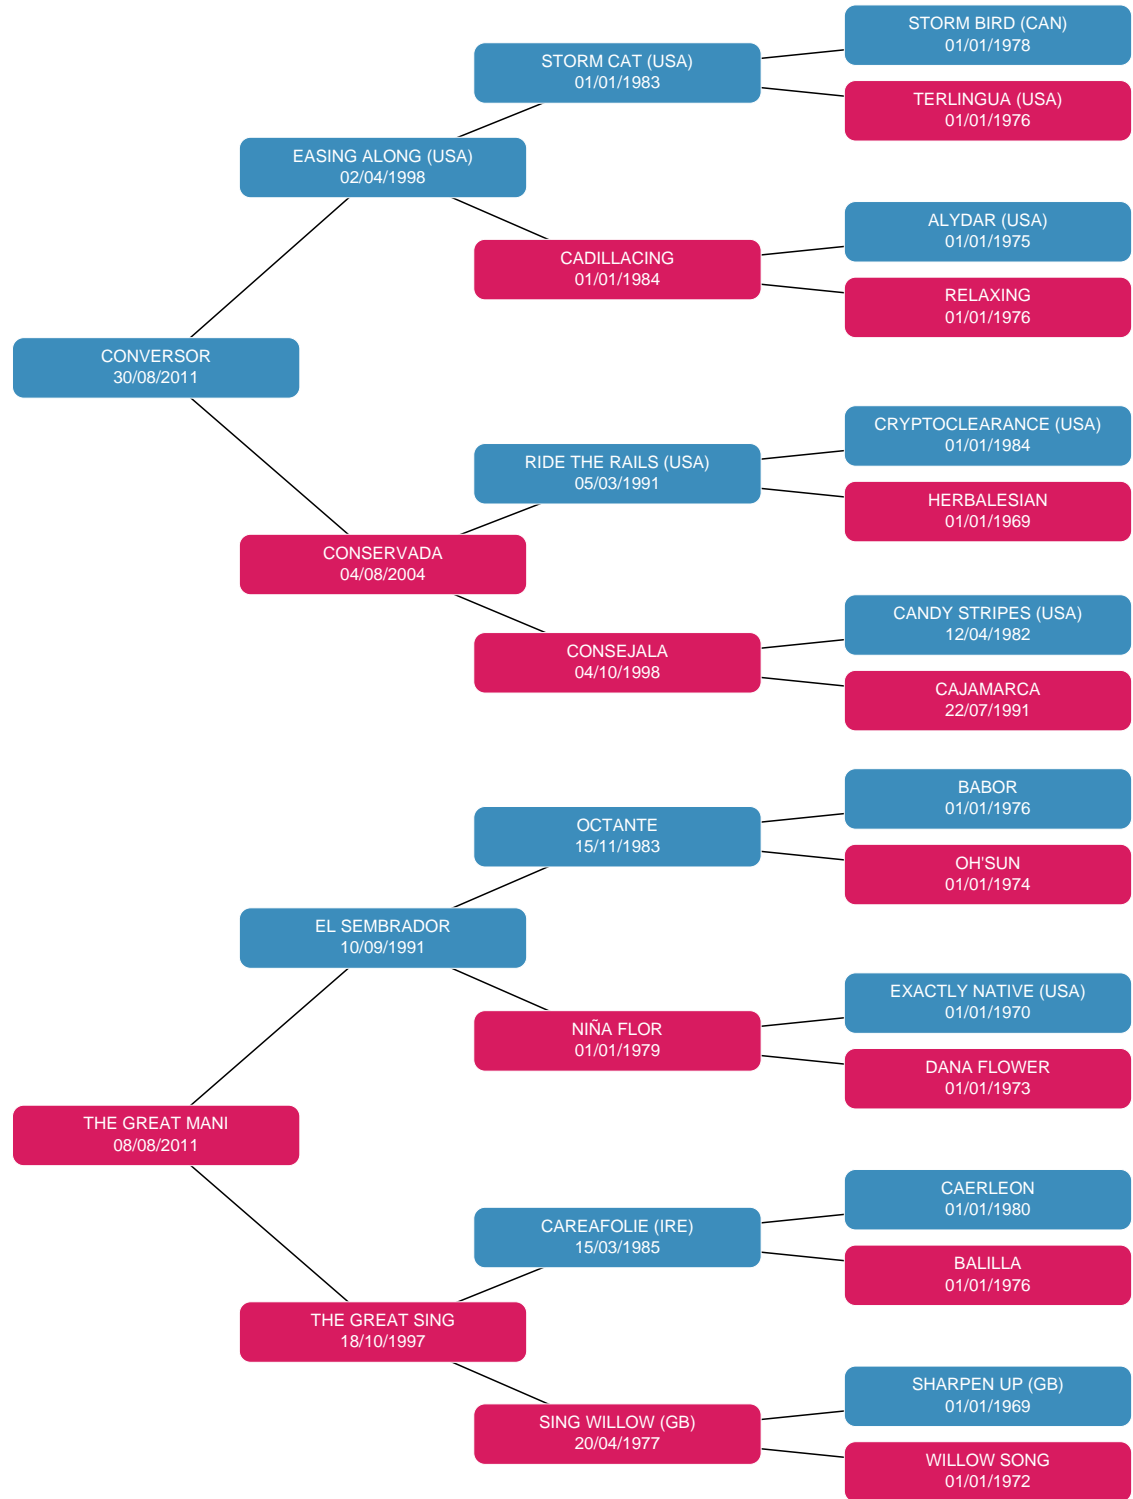 STORM BIRD (CAN)
01/01/1978
STORM CAT (USA)
01/01/1983
TERLINGUA (USA)
01/01/1976
EASING ALONG (USA)
02/04/1998
ALYDAR (USA)
01/01/1975
CADILLACING
01/01/1984
RELAXING
01/01/1976
CONVERSOR
30/08/2011
CRYPTOCLEARANCE (USA)
01/01/1984
RIDE THE RAILS (USA)
05/03/1991
HERBALESIAN
01/01/1969
CONSERVADA
04/08/2004
CANDY STRIPES (USA)
12/04/1982
CONSEJALA
04/10/1998
CAJAMARCA
22/07/1991
BABOR
01/01/1976
OCTANTE
15/11/1983
OH'SUN
01/01/1974
EL SEMBRADOR
10/09/1991
EXACTLY NATIVE (USA)
01/01/1970
NIÑA FLOR
01/01/1979
DANA FLOWER
01/01/1973
THE GREAT MANI
08/08/2011
CAERLEON
01/01/1980
CAREAFOLIE (IRE)
15/03/1985
BALILLA
01/01/1976
THE GREAT SING
18/10/1997
SHARPEN UP (GB)
01/01/1969
SING WILLOW (GB)
20/04/1977
WILLOW SONG
01/01/1972